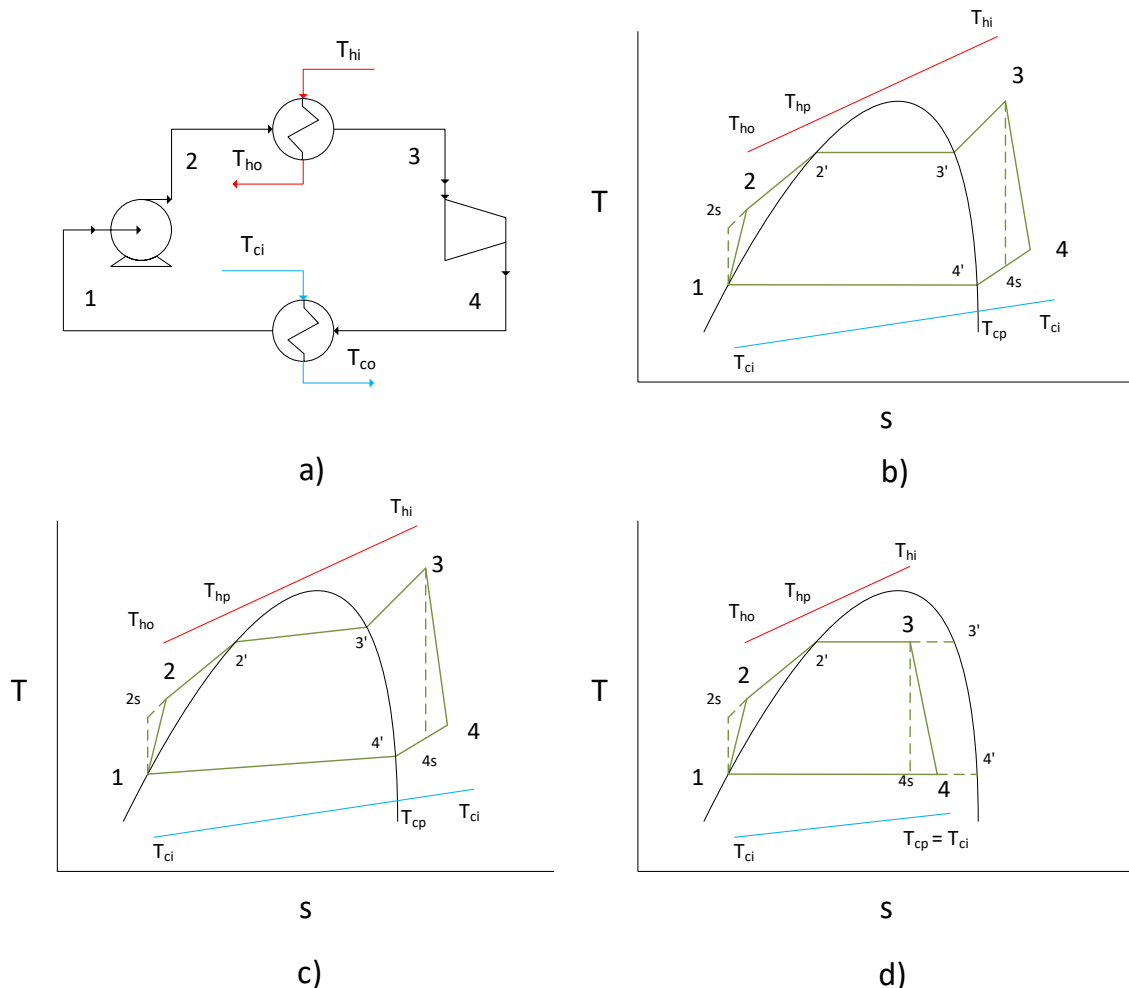 T_hi
2
3
T_ho
T_ci
1
4
T_co
a)
T_hi
3
T_hp
T_ho
2
2'
3'
2s
4'
4
1
4s
T_cp
T_ci
T_ci
T
s
b)
T_hi
3
T_hp
T_ho
2
2'
3'
2s
4'
4
1
4s
T_cp
T_ci
T_ci
T
s
c)
T_hi
T_hp
T_ho
3
3'
2
2'
2s
4'
1
4s
4
T_cp = T_ci
T_ci
T
s
d)